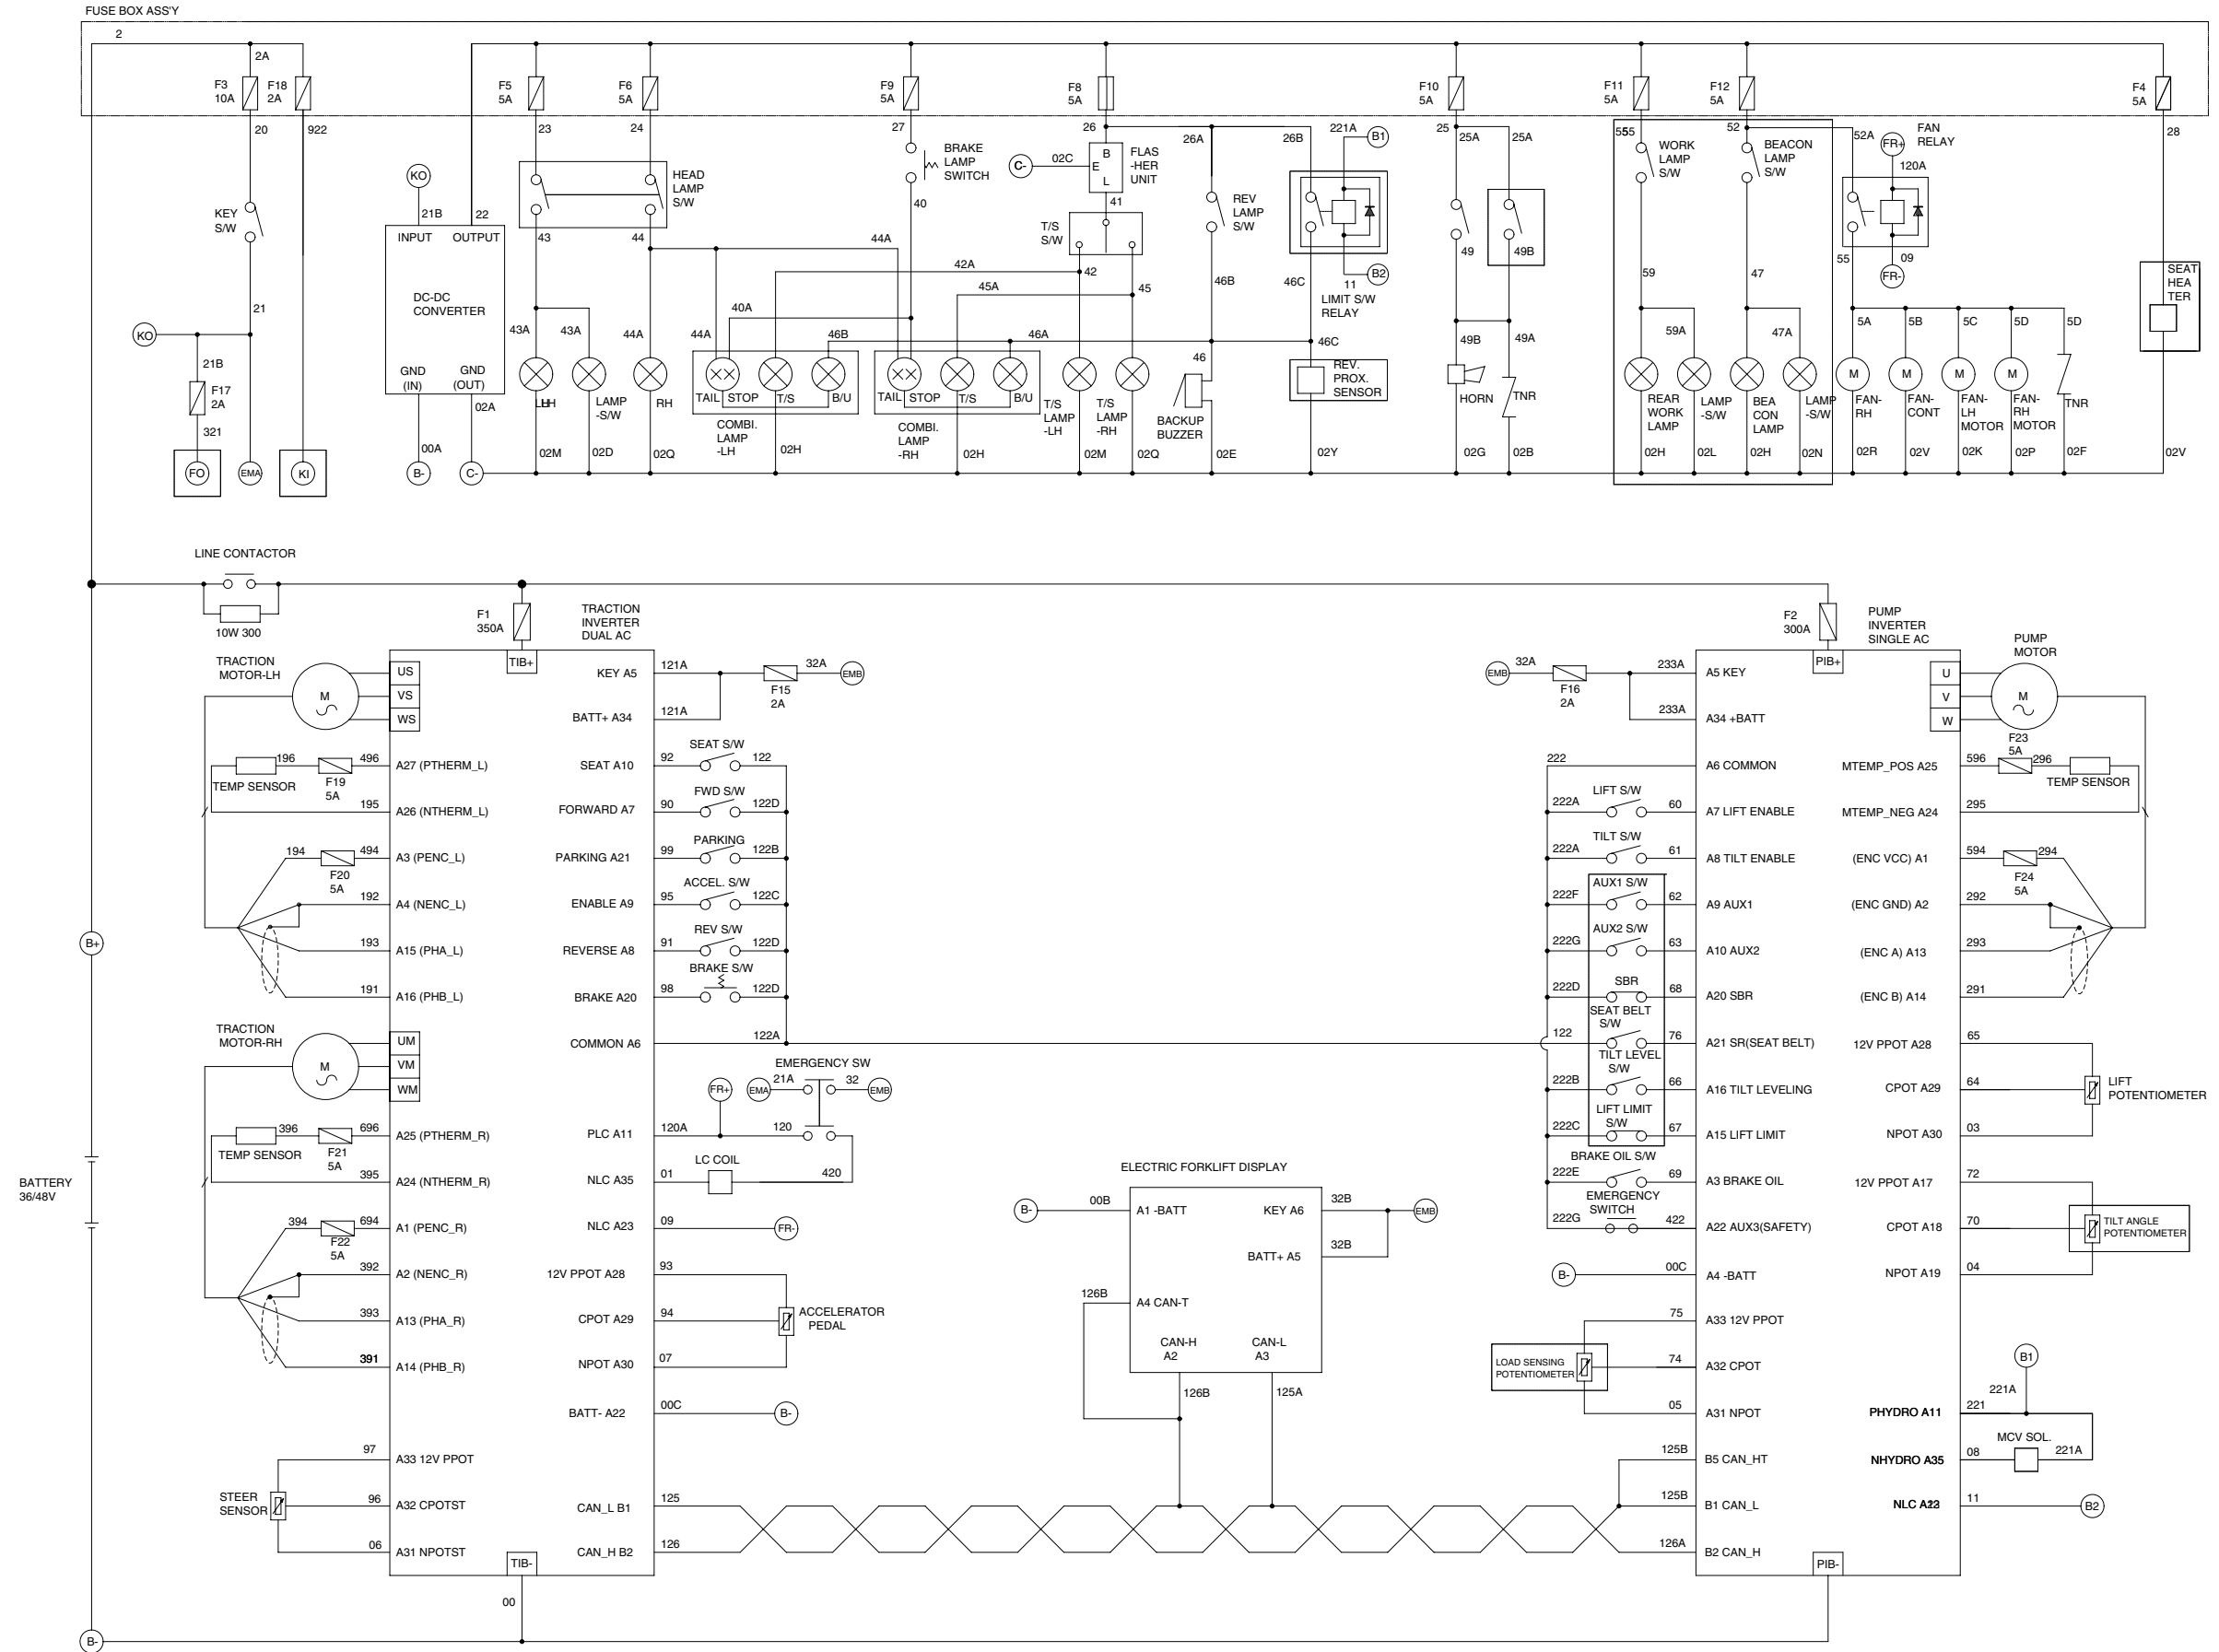 FUSE BOX ASS'Y
2
2A
F3
10A
F18
2A
F5
5A
F6
5A
F9
5A
F8
5A
F10
5A
F11
5A
F12
5A
F4
5A
20
922
23
24
27
26
26A
26B
221A
B1
25
25A
25A
55
52
52A
FR+
FAN
RELAY
28
KEY
S/W
KO
21B
22
INPUT
OUTPUT
DC-DC
CONVERTER
GND
(IN)
GND
(OUT)
HEAD
LAMP
S/W
BRAKE
LAMP
SWITCH
C-
02C
B
E
L
FLAS
-HER
UNIT
41
T/S
S/W
REV
LAMP
S/W
WORK
LAMP
S/W
BEACON
LAMP
S/W
120A
43
44
44A
40
42A
42
45A
45
46B
46C
11
B2
LIMIT S/W
RELAY
49
49B
59
47
55
09
FR-
SEAT
HEA
TER
21
KO
21B
F17
2A
321
FO
EMA
KI
00A
B-
02A
C-
43A
43A
44A
44A
40A
46B
46A
46
46C
49B
49A
59A
47A
5A
5B
5C
5D
5D
LH
LAMP
-S/W
RH
TAIL
STOP
T/S
B/U
COMBI.
LAMP
-LH
TAIL
STOP
T/S
B/U
COMBI.
LAMP
-RH
T/S
LAMP
-LH
T/S
LAMP
-RH
BACKUP
BUZZER
REV.
PROX.
SENSOR
HORN
TNR
REAR
WORK
LAMP
LAMP
-S/W
BEA
CON
LAMP
LAMP
-S/W
M
M
M
M
FAN-
RH
FAN-
CONT
FAN-
LH
MOTOR
FAN-
RH
MOTOR
TNR
02M
02D
02Q
02H
02H
02M
02Q
02E
02Y
02G
02B
02H
02L
02H
02N
02R
02V
02K
02P
02F
02V
LINE CONTACTOR
10W 300
F1
350A
TRACTION
INVERTER
DUAL AC
F2
300A
PUMP
INVERTER
SINGLE AC
PUMP
MOTOR
TRACTION
MOTOR-LH
M
US
VS
WS
TIB+
KEY A5
121A
32A
EMB
F15
2A
BATT+ A34
121A
EMB
32A
F16
2A
233A
A5 KEY
233A
A34 +BATT
PIB+
U
V
W
M
TEMP SENSOR
196
F19
5A
496
A27 (PTHERM_L)
195
A26 (NTHERM_L)
194
F20
5A
494
A3 (PENC_L)
192
A4 (NENC_L)
193
A15 (PHA_L)
191
A16 (PHB_L)
SEAT A10
92
SEAT S/W
122
FORWARD A7
90
FWD S/W
122D
PARKING A21
99
PARKING
122B
ENABLE A9
95
ACCEL. S/W
122C
REVERSE A8
91
REV S/W
122D
BRAKE A20
98
BRAKE S/W
122D
COMMON A6
122A
222
A6 COMMON
222A
LIFT S/W
60
A7 LIFT ENABLE
222A
TILT S/W
61
A8 TILT ENABLE
222F
AUX1 S/W
62
A9 AUX1
222G
AUX2 S/W
63
A10 AUX2
222D
SBR
68
A20 SBR
122
SEAT BELT
S/W
76
A21 SR(SEAT BELT)
222B
TILT LEVEL
S/W
66
A16 TILT LEVELING
222C
LIFT LIMIT
S/W
67
A15 LIFT LIMIT
222E
BRAKE OIL S/W
69
A3 BRAKE OIL
222G
EMERGENCY
SWITCH
422
A22 AUX3(SAFETY)
MTEMP_POS A25
596
F23
5A
296
TEMP SENSOR
MTEMP_NEG A24
295
(ENC VCC) A1
594
F24
5A
294
(ENC GND) A2
292
(ENC A) A13
293
(ENC B) A14
291
12V PPOT A28
65
CPOT A29
64
LIFT
POTENTIOMETER
NPOT A30
03
12V PPOT A17
72
CPOT A18
70
TILT ANGLE
POTENTIOMETER
NPOT A19
04
TRACTION
MOTOR-RH
M
UM
VM
WM
TEMP SENSOR
396
F21
5A
696
A25 (PTHERM_R)
395
A24 (NTHERM_R)
394
F22
5A
694
A1 (PENC_R)
392
A2 (NENC_R)
393
A13 (PHA_R)
391
A14 (PHB_R)
EMERGENCY SW
FR+
EMA
21A
32
EMB
PLC A11
120A
120
NLC A35
01
LC COIL
420
NLC A23
09
FR-
12V PPOT A28
93
CPOT A29
94
ACCELERATOR
PEDAL
NPOT A30
07
BATT- A22
00C
B-
B+
BATTERY
36/48V
ELECTRIC FORKLIFT DISPLAY
B-
00B
A1 -BATT
KEY A6
32B
EMB
BATT+ A5
32B
126B
A4 CAN-T
CAN-H
A2
CAN-L
A3
126B
125A
B-
00C
A4 -BATT
75
A33 12V PPOT
LOAD SENSING
POTENTIOMETER
74
A32 CPOT
05
A31 NPOT
125B
B5 CAN_HT
125B
B1 CAN_L
126A
B2 CAN_H
B1
221A
PHYDRO A11
221
MCV SOL.
NHYDRO A35
08
221A
11
B2
STEER
SENSOR
97
A33 12V PPOT
96
A32 CPOTST
06
A31 NPOTST
CAN_L B1
125
CAN_H B2
126
TIB-
PIB-
00
B-